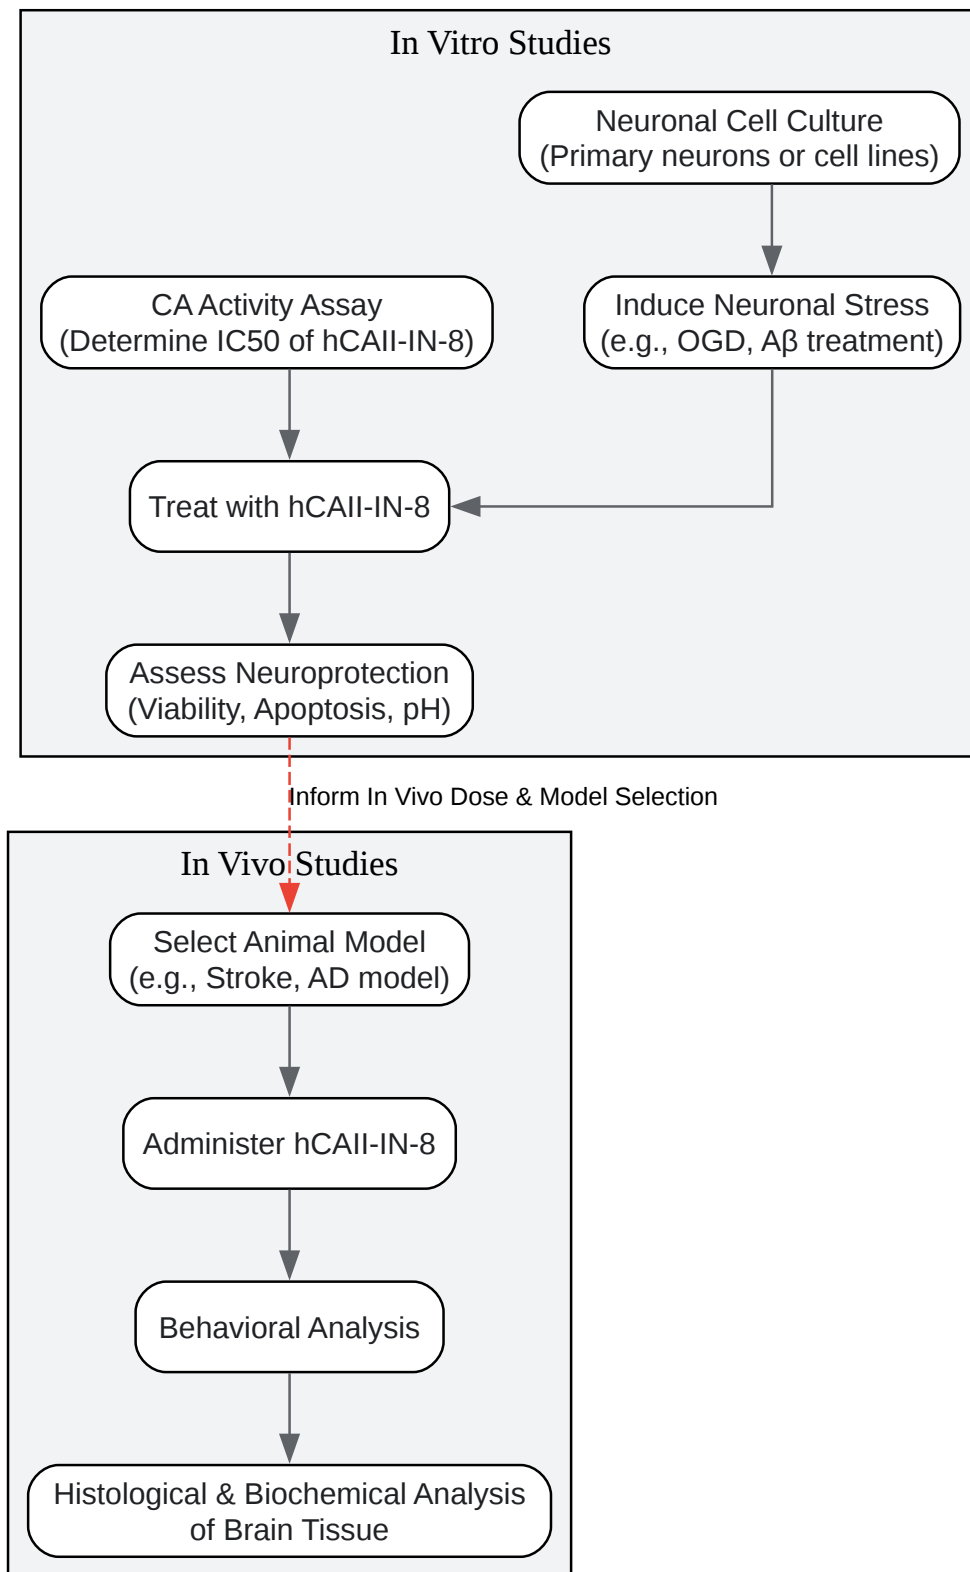 In Vitro Studies
Neuronal Cell Culture
(Primary neurons or cell lines)
CA Activity Assay
(Determine IC50 of hCAII-IN-8)
Induce Neuronal Stress
(e.g., OGD, Aβ treatment)
Treat with hCAII-IN-8
Assess Neuroprotection
(Viability, Apoptosis, pH)
Inform In Vivo Dose & Model Selection
In Vivo Studies
Select Animal Model
(e.g., Stroke, AD model)
Administer hCAII-IN-8
Behavioral Analysis
Histological & Biochemical Analysis
of Brain Tissue